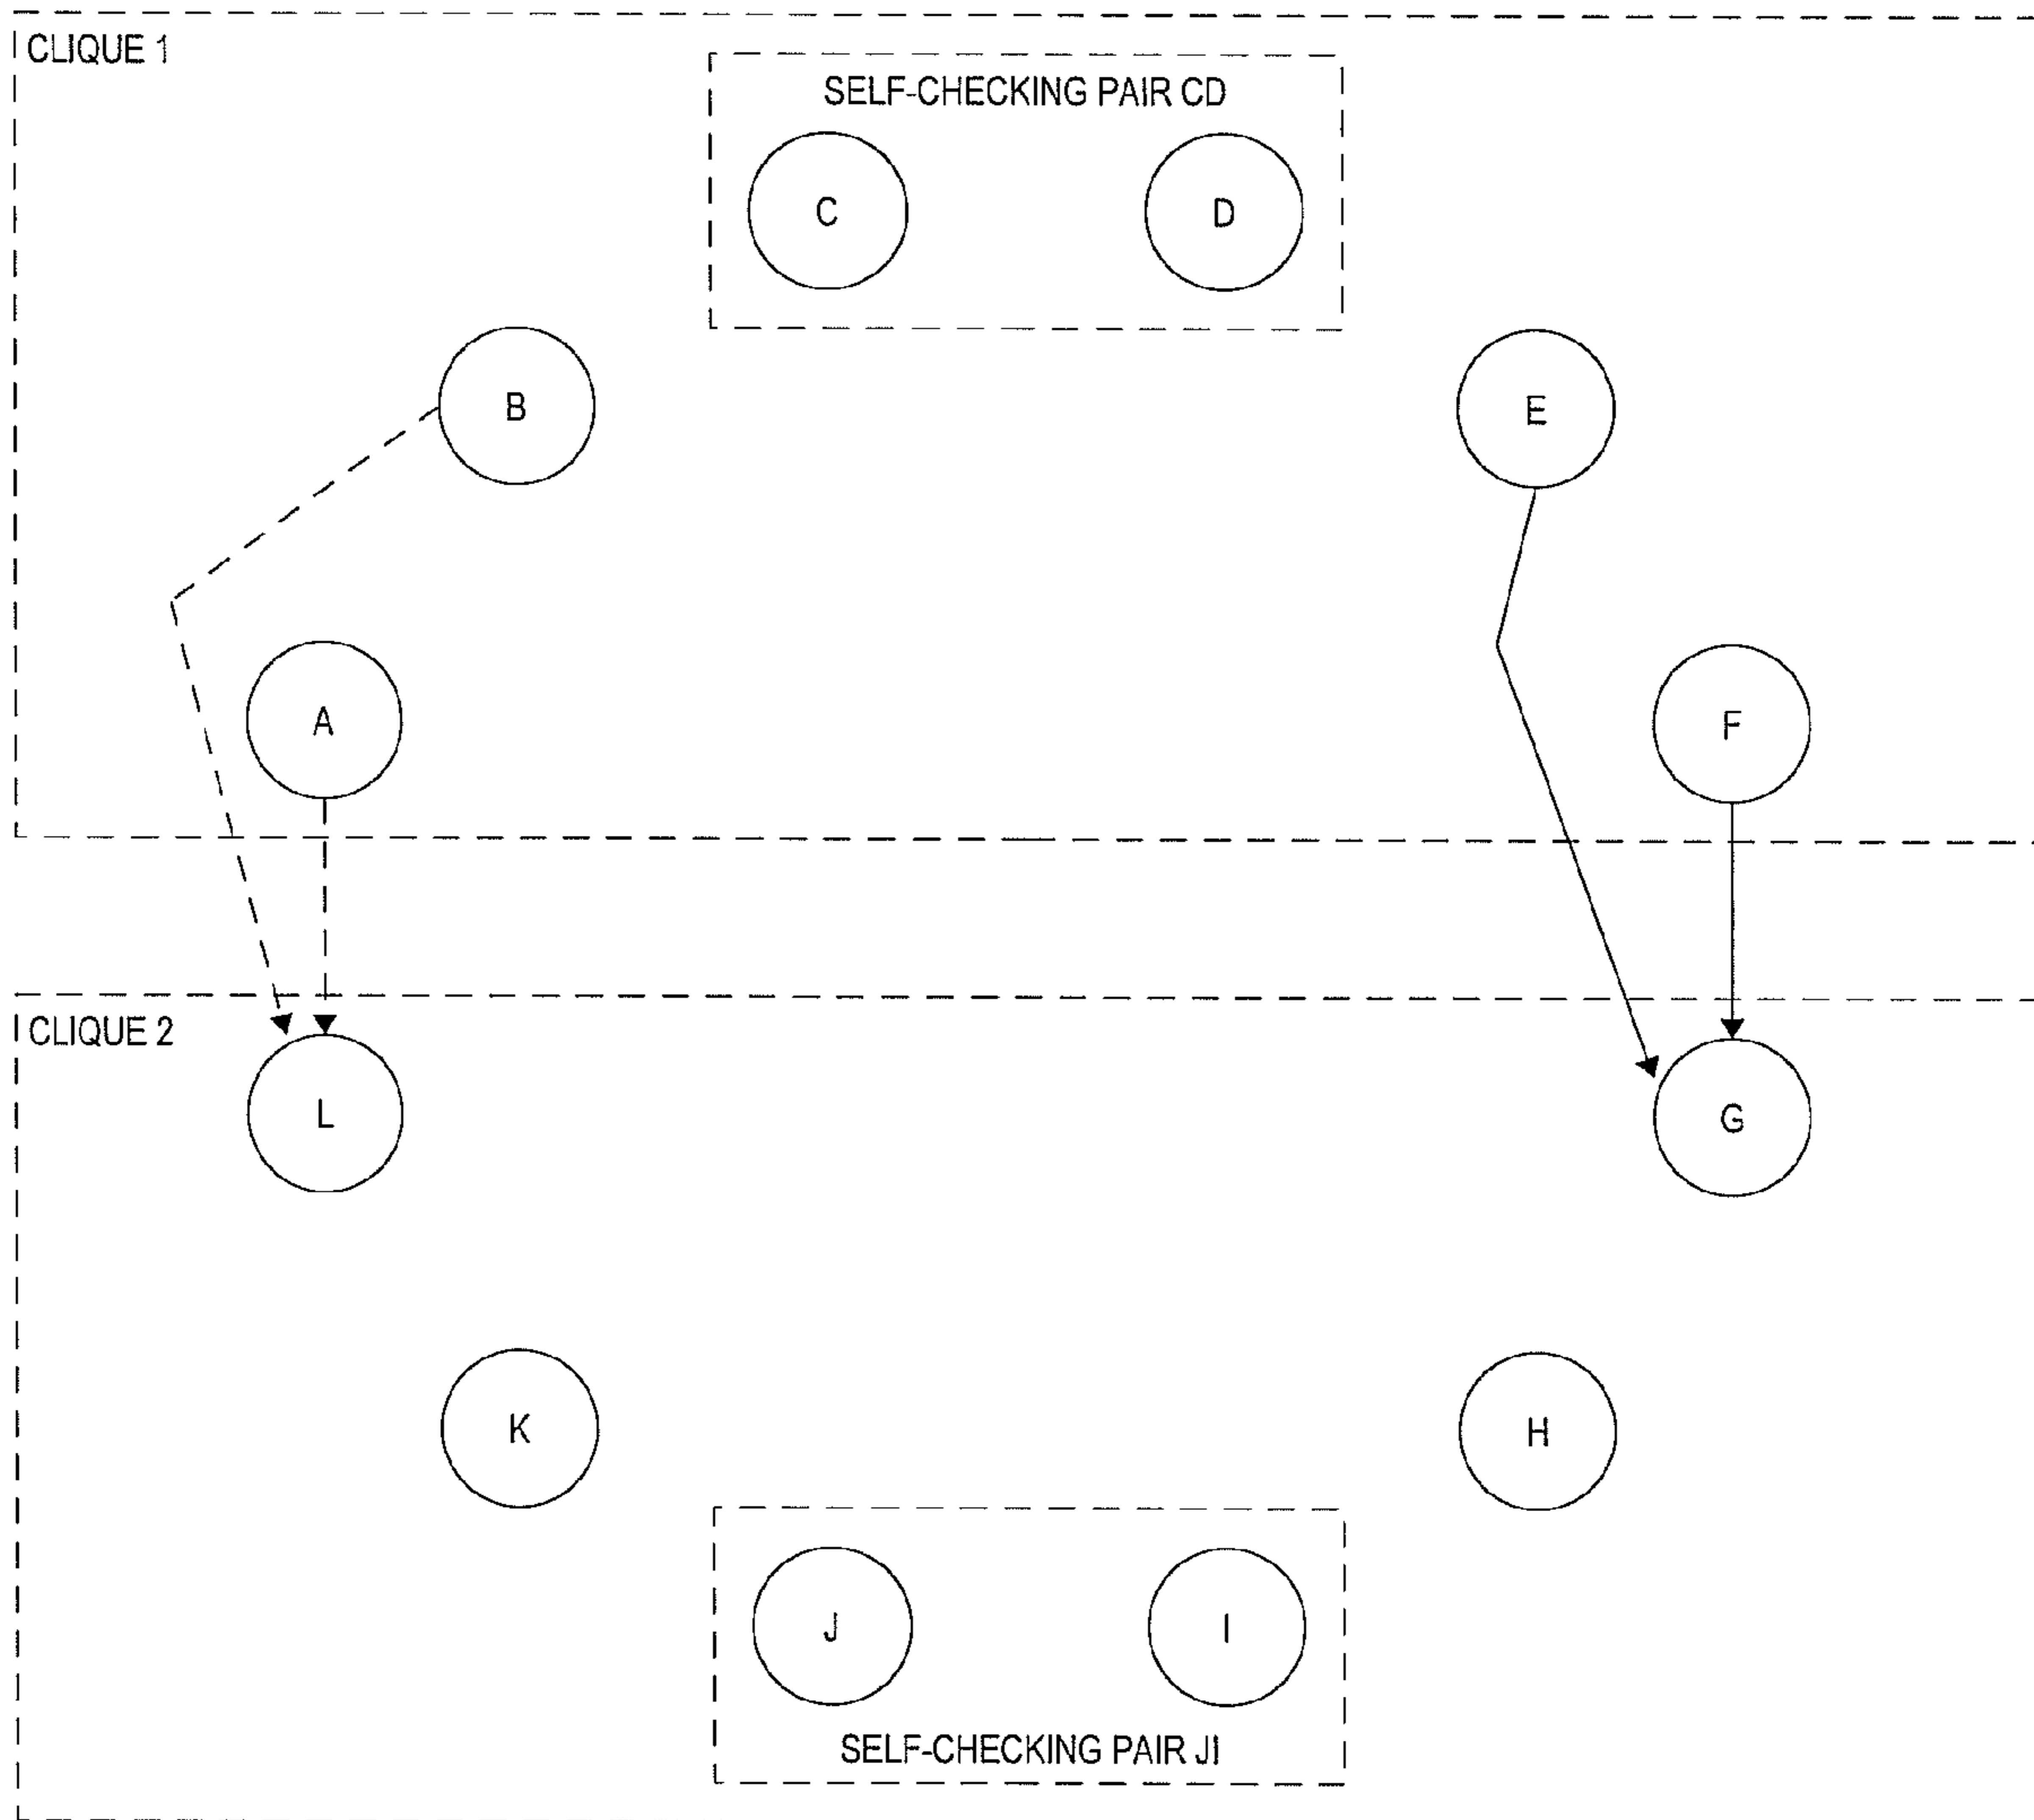 CLIQUE 1
SELF-CHECKING PAIR CD
C
D
B
E
A
F
CLIQUE 2
L
G
K
H
J
I
SELF-CHECKING PAIR JI